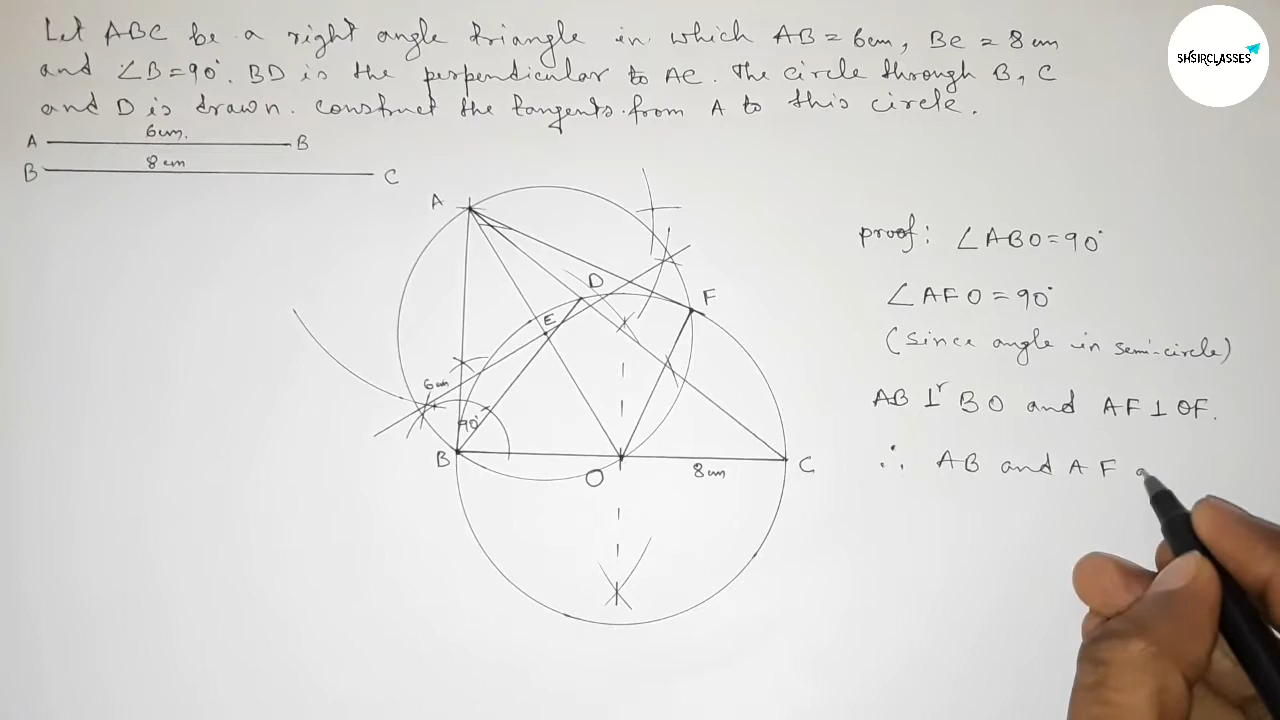 Let ABC be a right angle triangle in which AB = 6cm, BC = 8cm
and ∠B = 90°. BD is the perpendicular to AC. The circle through B, C
and D is drawn. Construct the tangents from A to this circle.
SHSIRCLASSES
A 6cm. B
B 8cm C
A
D
F
E
6cm
90°
B
O
8cm
C
proof: ∠ABO = 90°
∠AFO = 90°
(since angle in semi-circle)
AB ⊥r BO and AF ⊥ OF.
∴ AB and AF